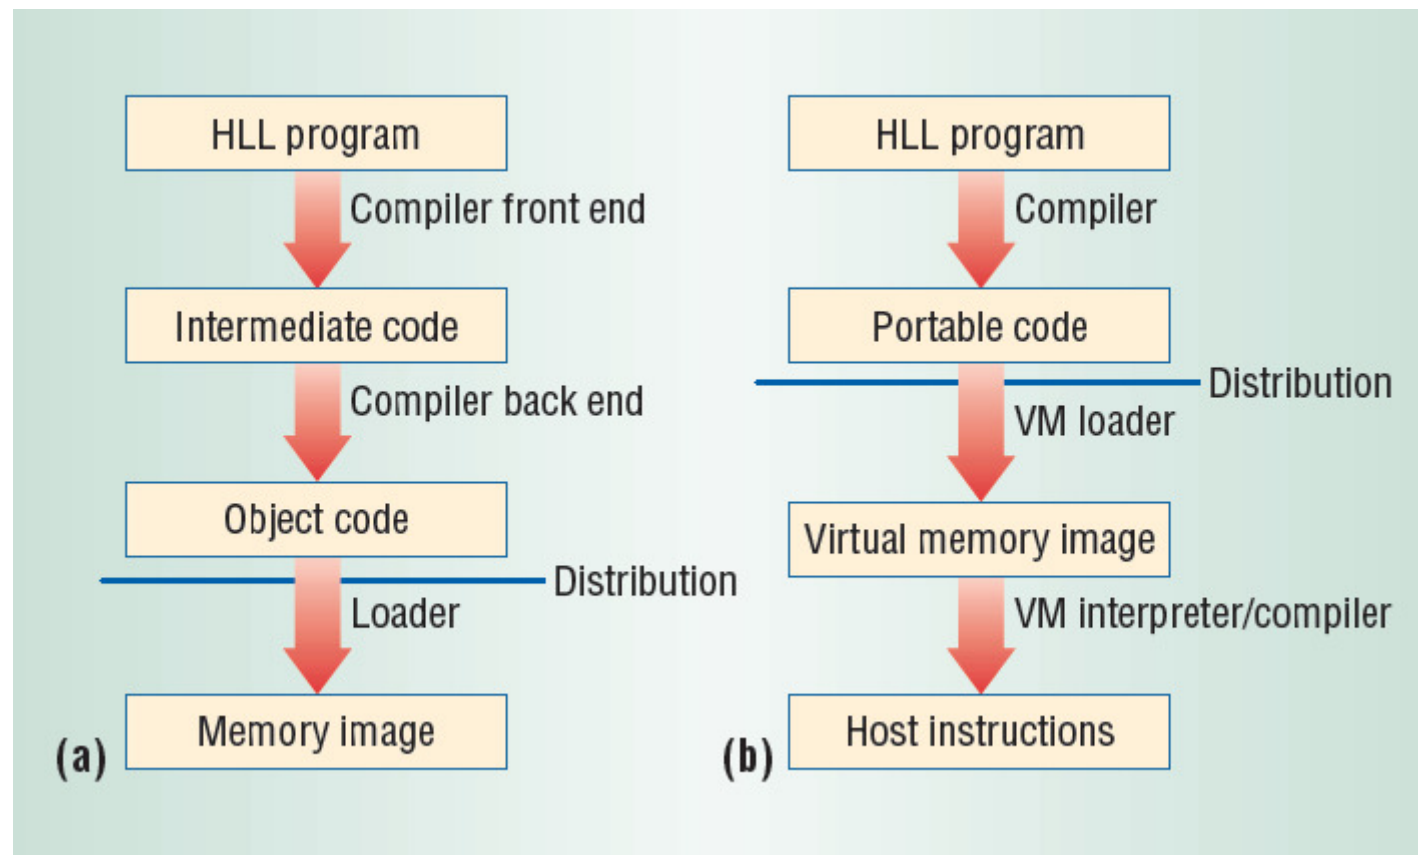 HLL program
Compiler front end
Intermediate code
Compiler back end
Object code
Distribution
Loader
Memory image
(a)
HLL program
Compiler
Portable code
Distribution
VM loader
Virtual memory image
VM interpreter/compiler
Host instructions
(b)